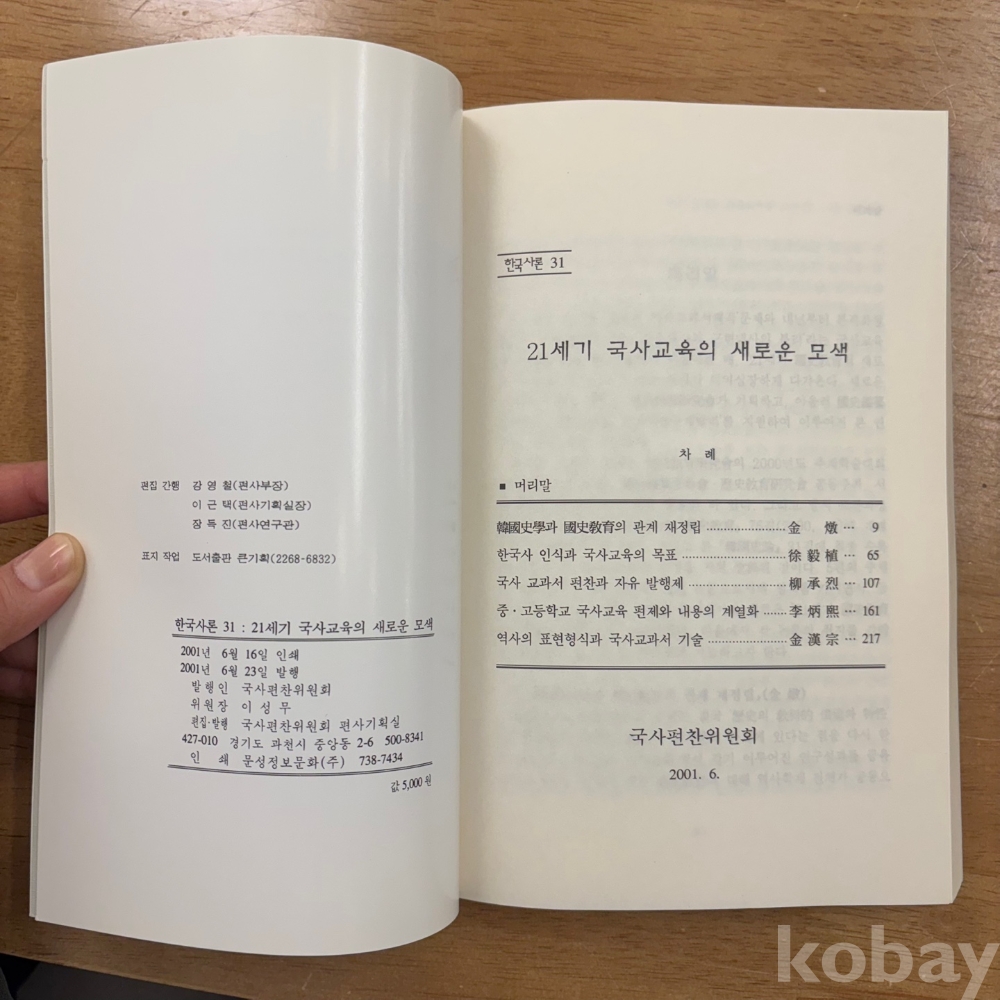 편집 간행 강 영 철(편사부장)
이 근 택(편사기획실장)
장 득 진(편사연구관)
표지 작업 도서출판 큰기획(2268-6832)
한국사론 31 : 21세기 국사교육의 새로운 모색
2001년 6월 16일 인쇄
2001년 6월 23일 발행
발행인 국사편찬위원회
위원장 이 성 무
편집·발행 국사편찬위원회 편사기획실
427-010 경기도 과천시 중앙동 2-6 500-8341
인 쇄 문성정보문화(주) 738-7434
값 5,000 원
한국사론 31
21세기 국사교육의 새로운 모색
차 례
■ 머리말
韓國史學과 國史敎育의 관계 재정립 ······ 金 燉 ··· 9
한국사 인식과 국사교육의 목표 ······ 徐 毅 植 ··· 65
국사 교과서 편찬과 자유 발행제 ······ 柳 承 烈 ··· 107
중·고등학교 국사교육 편제와 내용의 계열화 ······ 李 炳 熙 ··· 161
역사의 표현형식과 국사교과서 기술 ······ 金 漢 宗 ··· 217
국사편찬위원회
2001. 6.
kobay